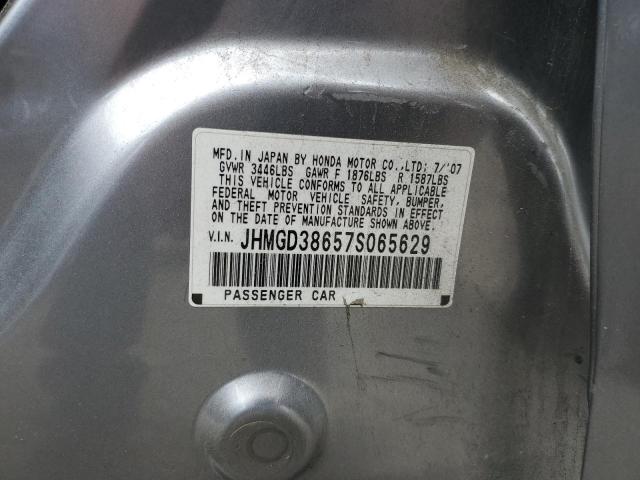 MFD. IN JAPAN BY HONDA MOTOR CO.,LTD; 7/'07
GVWR 3446LBS GAWR F 1876LBS R 1587LBS
THIS VEHICLE CONFORMS TO ALL APPLICABLE
FEDERAL MOTOR VEHICLE SAFETY, BUMPER,
AND THEFT PREVENTION STANDARDS IN EFFECT
ON THE DATE OF MANUFACTURE SHOWN ABOVE.
V.I.N. JHMGD38657S065629
PASSENGER CAR